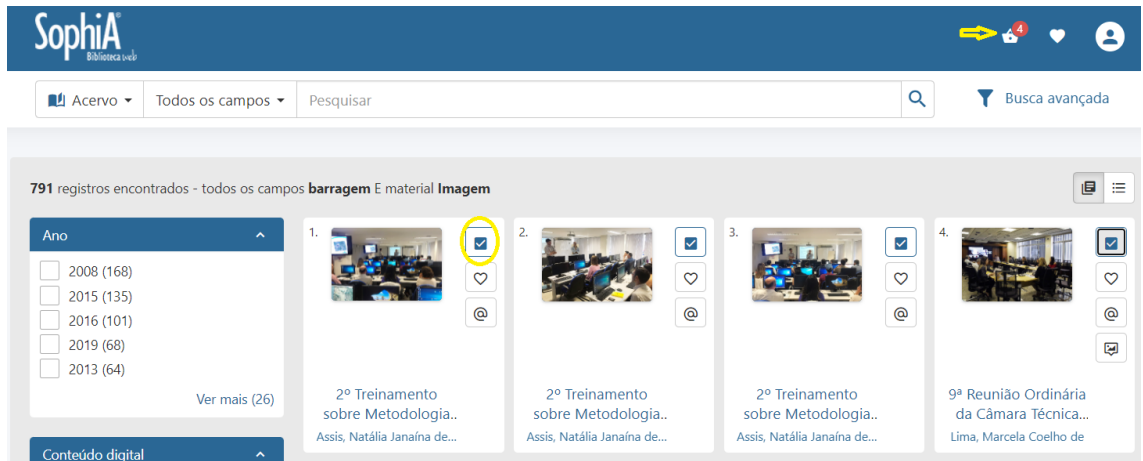 SophiA
Biblioteca web
4
Acervo
Todos os campos
Pesquisar
Busca avançada
791 registros encontrados - todos os campos barragem E material Imagem
Ano
2008 (168)
2015 (135)
2016 (101)
2019 (68)
2013 (64)
Ver mais (26)
Conteúdo digital
1.
@
2º Treinamento
sobre Metodologia..
Assis, Natália Janaína de...
2.
@
2º Treinamento
sobre Metodologia..
Assis, Natália Janaína de...
3.
@
2º Treinamento
sobre Metodologia..
Assis, Natália Janaína de...
4.
@
9ª Reunião Ordinária
da Câmara Técnica...
Lima, Marcela Coelho de